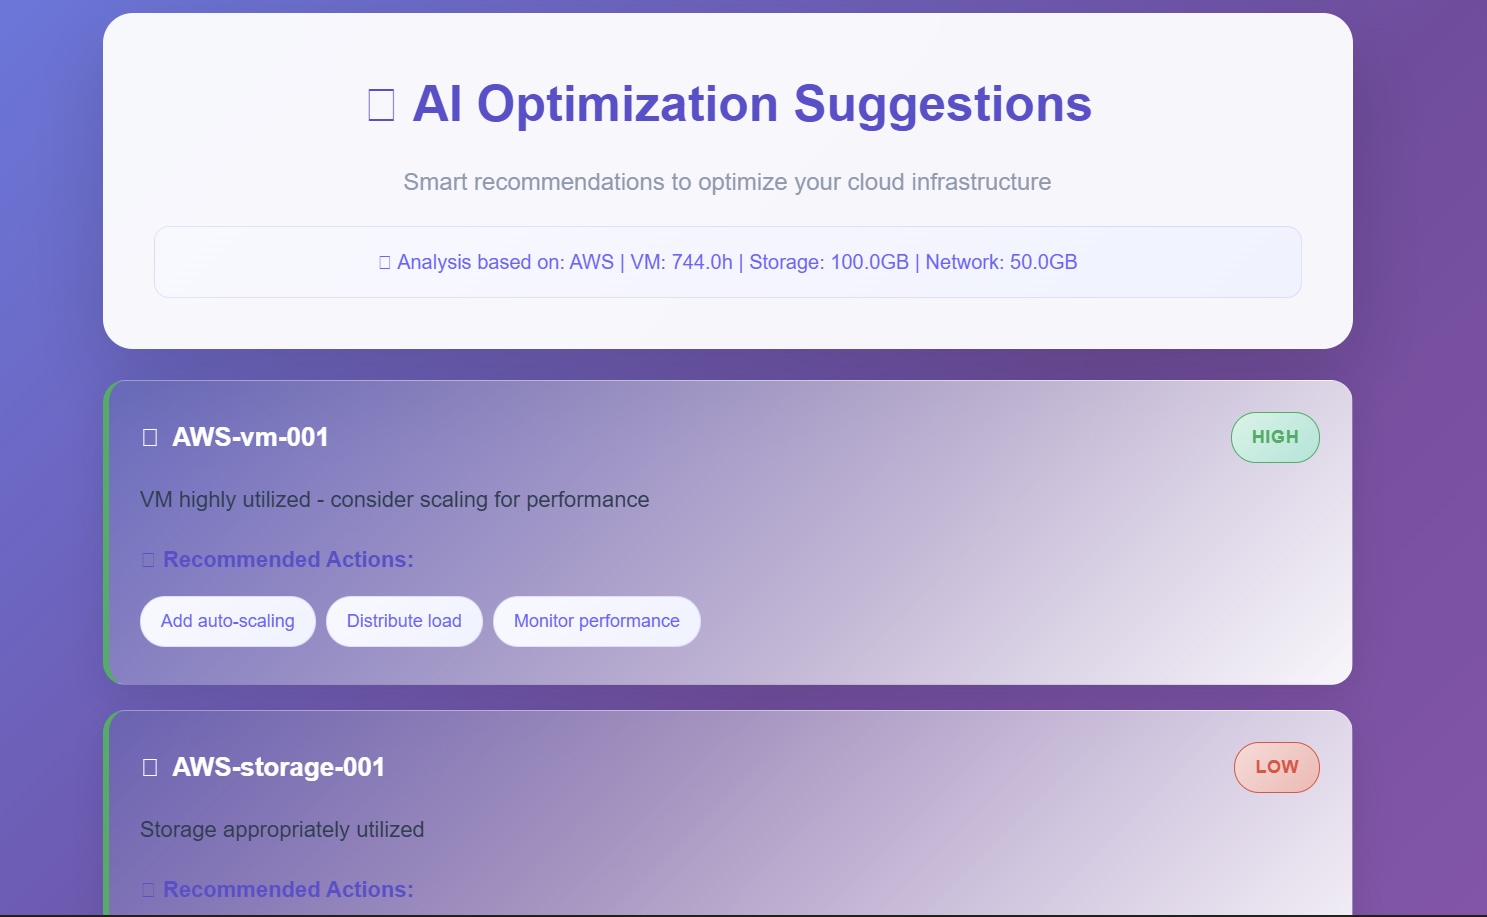 AI Optimization Suggestions
Smart recommendations to optimize your cloud infrastructure
Analysis based on: AWS | VM: 744.0h | Storage: 100.0GB | Network: 50.0GB
AWS-vm-001
HIGH
VM highly utilized - consider scaling for performance
Recommended Actions:
Add auto-scaling
Distribute load
Monitor performance
AWS-storage-001
LOW
Storage appropriately utilized
Recommended Actions: